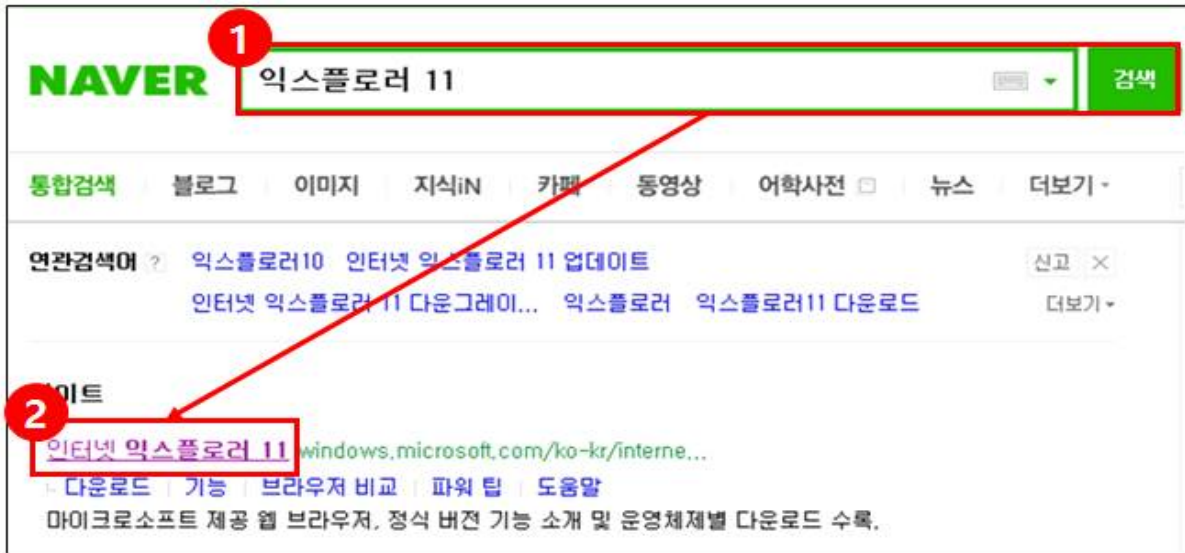 1
NAVER 익스플로러 11 검색
통합검색 블로그 이미지 지식iN 카페 동영상 어학사전 뉴스 더보기
연관검색어 ? 익스플로러10 인터넷 익스플로러 11 업데이트 신고 ×
인터넷 익스플로러 11 다운그레이... 익스플로러 익스플로러11 다운로드 더보기
2
인터넷 익스플로러 11 windows.microsoft.com/ko-kr/interne...
다운로드 기능 브라우저 비교 파워 팁 도움말
마이크로소프트 제공 웹 브라우저, 정식 버전 기능 소개 및 운영체제별 다운로드 수록.